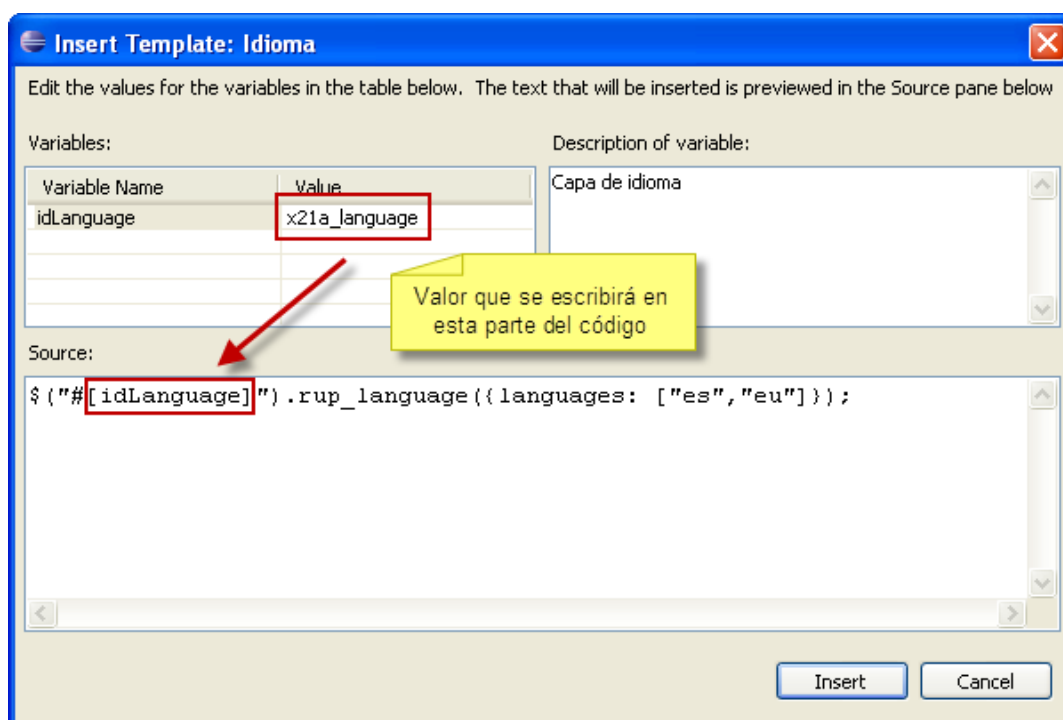 Insert Template: Idioma
Edit the values for the variables in the table below. The text that will be inserted is previewed in the Source pane below
Variables:
Description of variable:
Variable Name Value
Capa de idioma
idLanguage x21a_language
Valor que se escribirá en
esta parte del código
Source:
$("#[idLanguage]").rup_language({languages: ["es","eu"]});
Insert Cancel